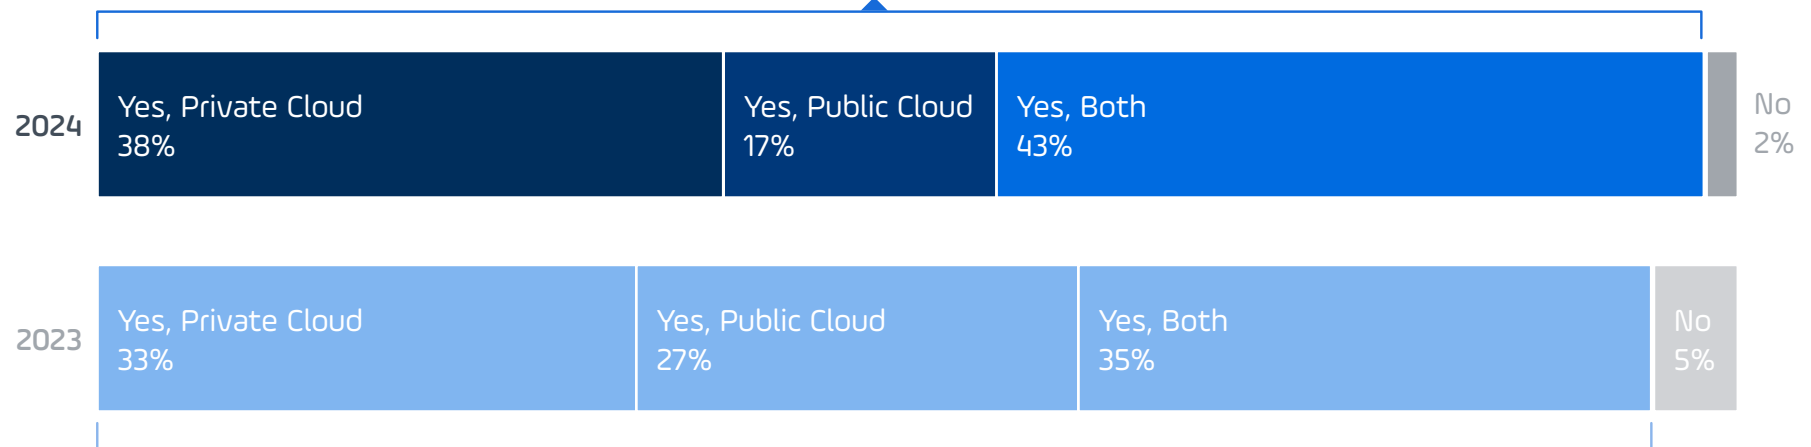 2024
Yes, Private Cloud
38%
Yes, Public Cloud
17%
Yes, Both
43%
No
2%
2023
Yes, Private Cloud
33%
Yes, Public Cloud
27%
Yes, Both
35%
No
5%